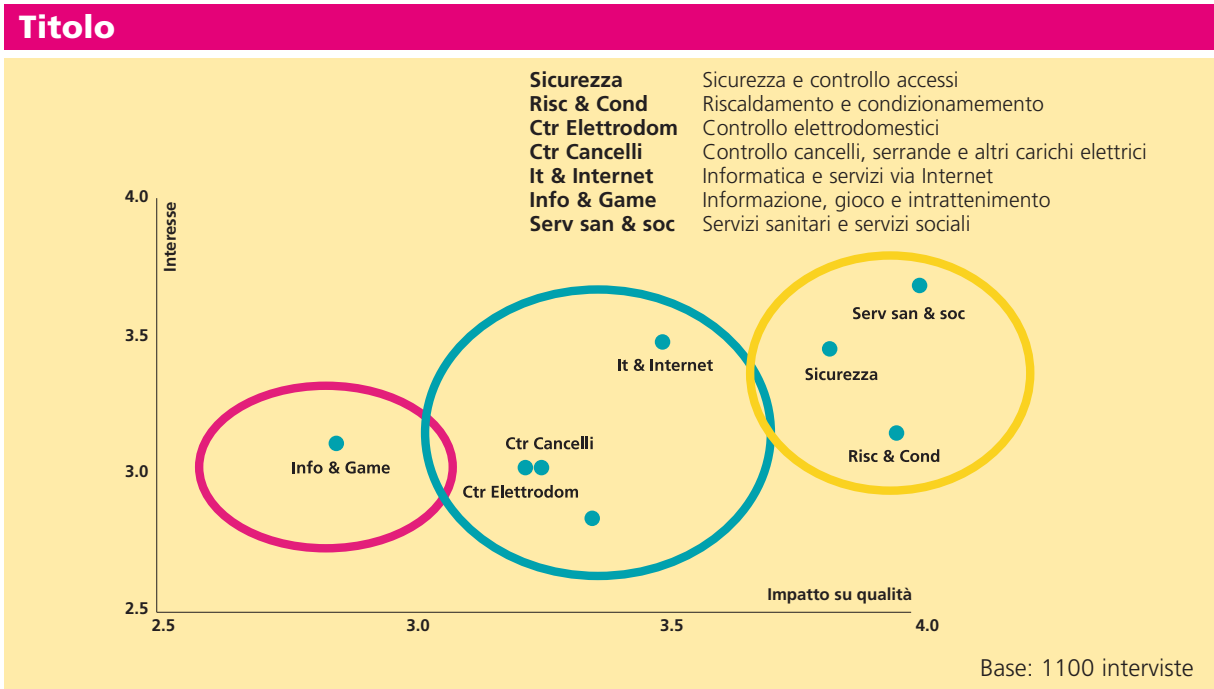 Titolo
Sicurezza Sicurezza e controllo accessi
Risc & Cond Riscaldamento e condizionamemento
Ctr Elettrodom Controllo elettrodomestici
Ctr Cancelli Controllo cancelli, serrande e altri carichi elettrici
It & Internet Informatica e servizi via Internet
Info & Game Informazione, gioco e intrattenimento
Serv san & soc Servizi sanitari e servizi sociali
4.0
Interesse
Serv san & soc
3.5
It & Internet
Sicurezza
Ctr Cancelli
Risc & Cond
Info & Game
3.0
Ctr Elettrodom
Impatto su qualità
2.5
2.5 3.0 3.5 4.0
Base: 1100 interviste